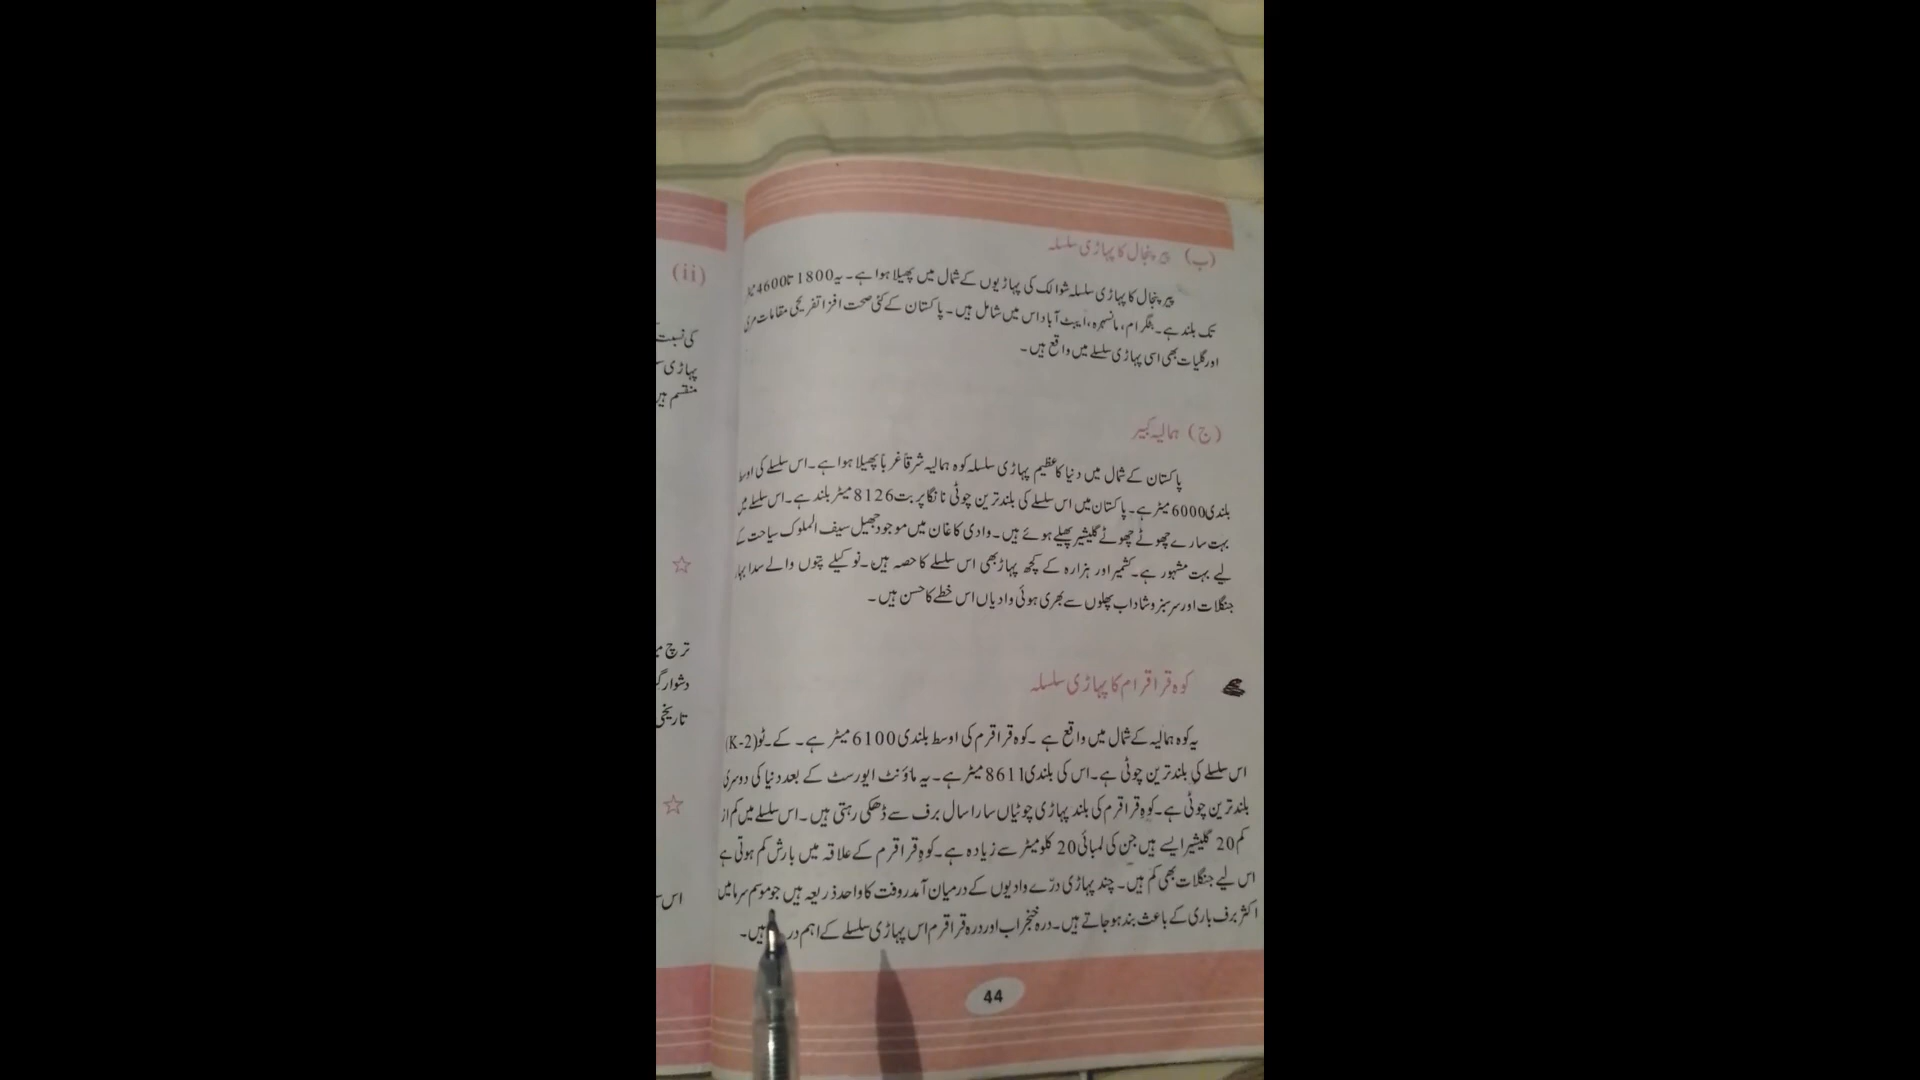 (ب) پیر پنجال کا پہاڑی سلسلہ
پیر پنجال کا پہاڑی سلسلہ شوالک کی پہاڑیوں کے شمال میں پھیلا ہوا ہے۔ یہ 1800 تا 4600
تک بلند ہے۔ بٹگرام، مانسہرہ، ایبٹ آباد اس میں شامل ہیں۔ پاکستان کے کئی صحت افزا تفریحی مقامات مری
اور گلیات بھی اسی پہاڑی سلسلے میں واقع ہیں۔
(ج) ہمالیہ کبیر
پاکستان کے شمال میں دنیا کا عظیم پہاڑی سلسلہ کوہ ہمالیہ شرقاً غرباً پھیلا ہوا ہے۔ اس سلسلے کی اوسط
بلندی 6000 میٹر ہے۔ پاکستان میں اس سلسلے کی بلند ترین چوٹی نانگا پربت 8126 میٹر بلند ہے۔ اس سلسلے میں
بہت سارے چھوٹے چھوٹے گلیشیر پھیلے ہوئے ہیں۔ وادی کاغان میں موجود جھیل سیف الملوک سیاحت کے
لیے بہت مشہور ہے۔ کشمیر اور ہزارہ کے کچھ پہاڑ بھی اس سلسلے کا حصہ ہیں۔ نوکیلے پتوں والے سدا بہار
جنگلات اور سرسبز و شاداب پھلوں سے بھری ہوئی وادیاں اس خطے کا حسن ہیں۔
کوہ قراقرام کا پہاڑی سلسلہ
یہ کوہ ہمالیہ کے شمال میں واقع ہے ۔ کوہ قراقرم کی اوسط بلندی 6100 میٹر ہے۔ کے۔ٹو (K-2)
اس سلسلے کی بلند ترین چوٹی ہے۔ اس کی بلندی 8611 میٹر ہے۔ یہ ماؤنٹ ایورسٹ کے بعد دنیا کی دوسری
بلند ترین چوٹی ہے۔ کوہِ قراقرم کی بلند پہاڑی چوٹیاں سارا سال برف سے ڈھکی رہتی ہیں۔ اس سلسلے میں کم از
کم 20 گلیشیر ایسے ہیں جن کی لمبائی 20 کلومیٹر سے زیادہ ہے۔ کوہِ قراقرم کے علاقہ میں بارش کم ہوتی ہے
اس لیے جنگلات بھی کم ہیں۔ چند پہاڑی درّے وادیوں کے درمیان آمدورفت کا واحد ذریعہ ہیں جو موسم سرما میں
اکثر برف باری کے باعث بند ہو جاتے ہیں۔ درہ خنجراب اور درہ قراقرم اس پہاڑی سلسلے کے اہم ہیں۔
44
(ii)
کی نسبت
پہاڑی
منقسم ہیں
ترچ
دشوار
تاریخی
اس